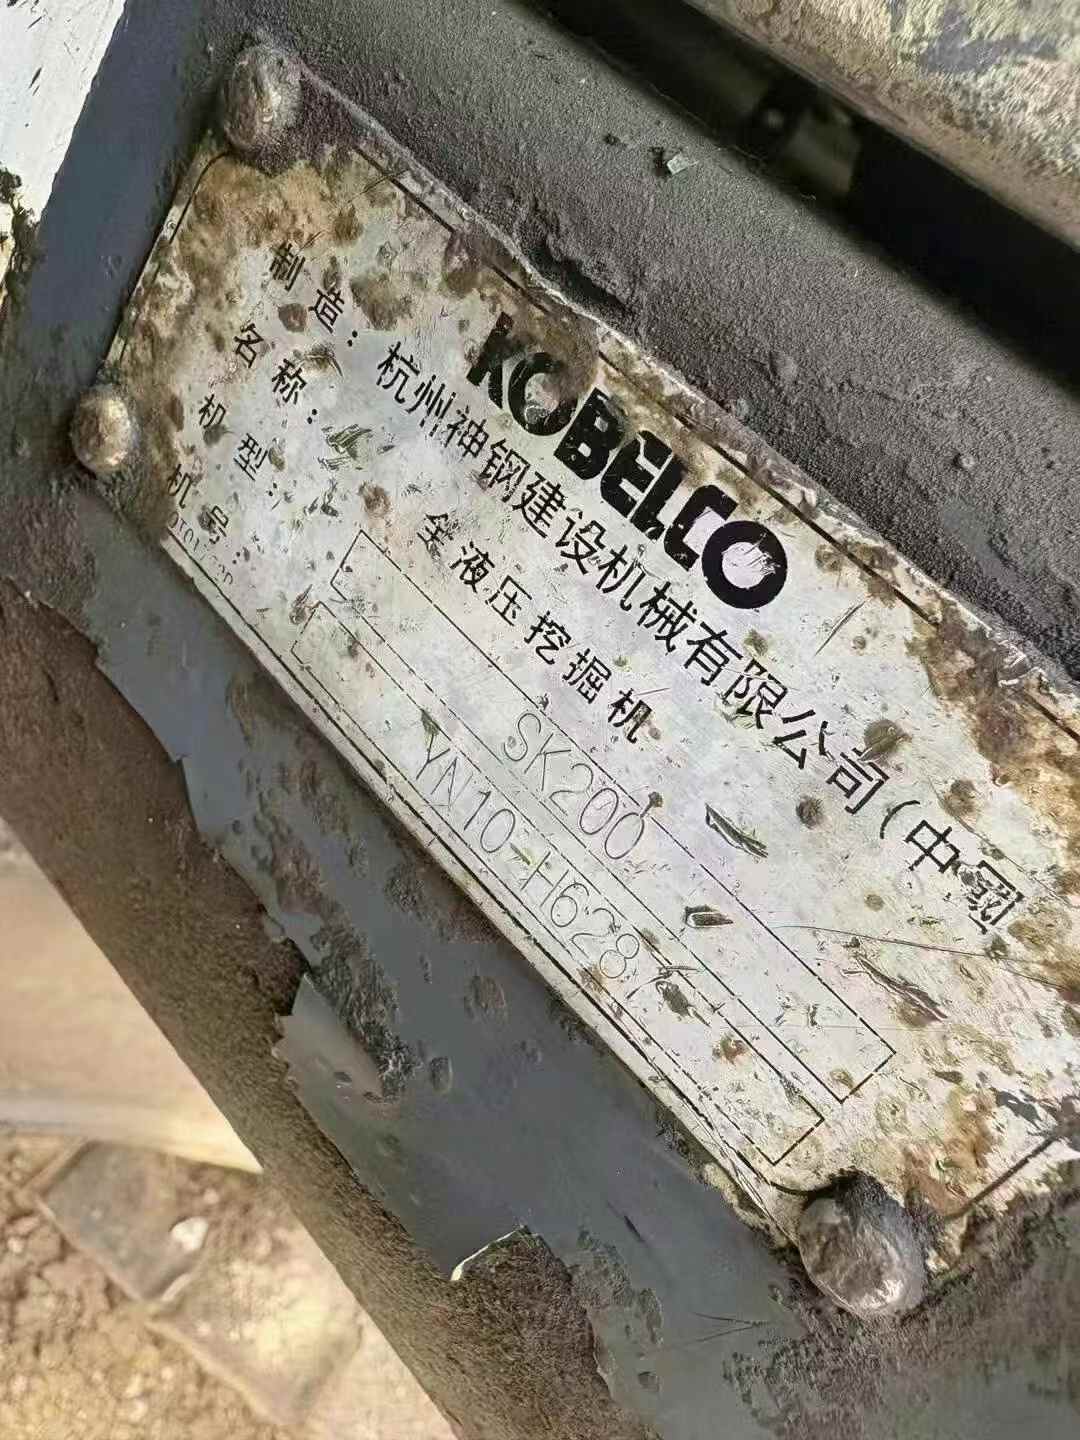 KOBELCO
制造：杭州神钢建设机械有限公司(中国
名称：全液压挖掘机
机型：SK200
机号：YN10-H6287